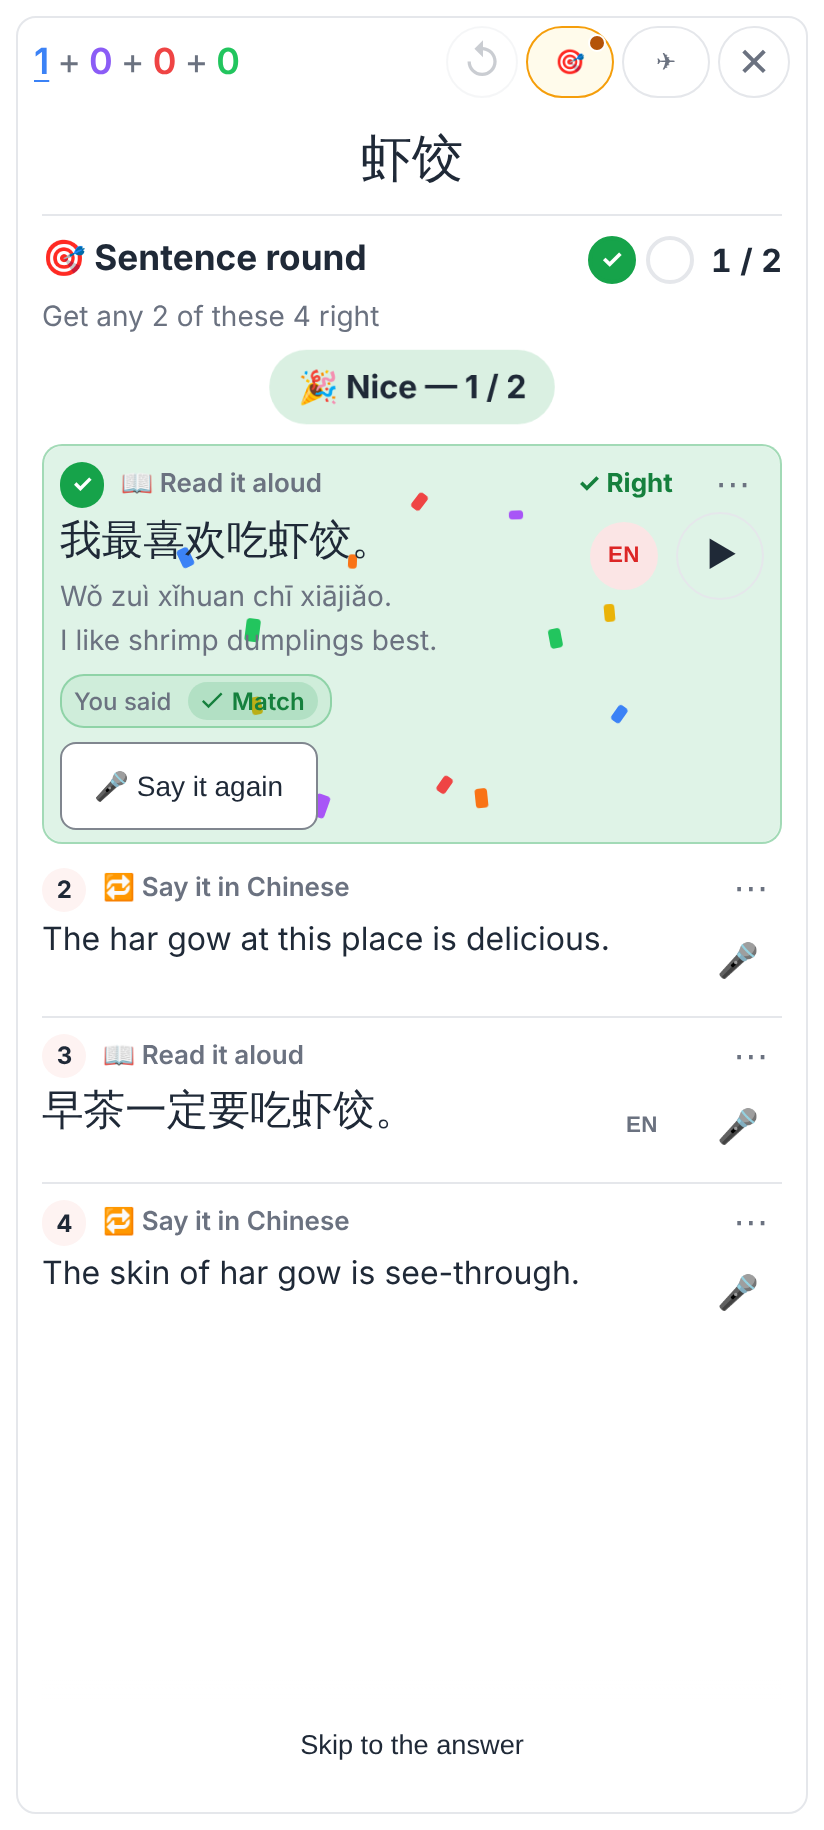 1 + 0 + 0 + 0
虾饺
Sentence round
1 / 2
Get any 2 of these 4 right
Nice — 1 / 2
Read it aloud
Right
我最喜欢吃虾饺。
EN
Wǒ zuì xǐhuan chī xiājiǎo.
I like shrimp dumplings best.
You said
Match
Say it again
2
Say it in Chinese
The har gow at this place is delicious.
3
Read it aloud
早茶一定要吃虾饺。
EN
4
Say it in Chinese
The skin of har gow is see-through.
Skip to the answer